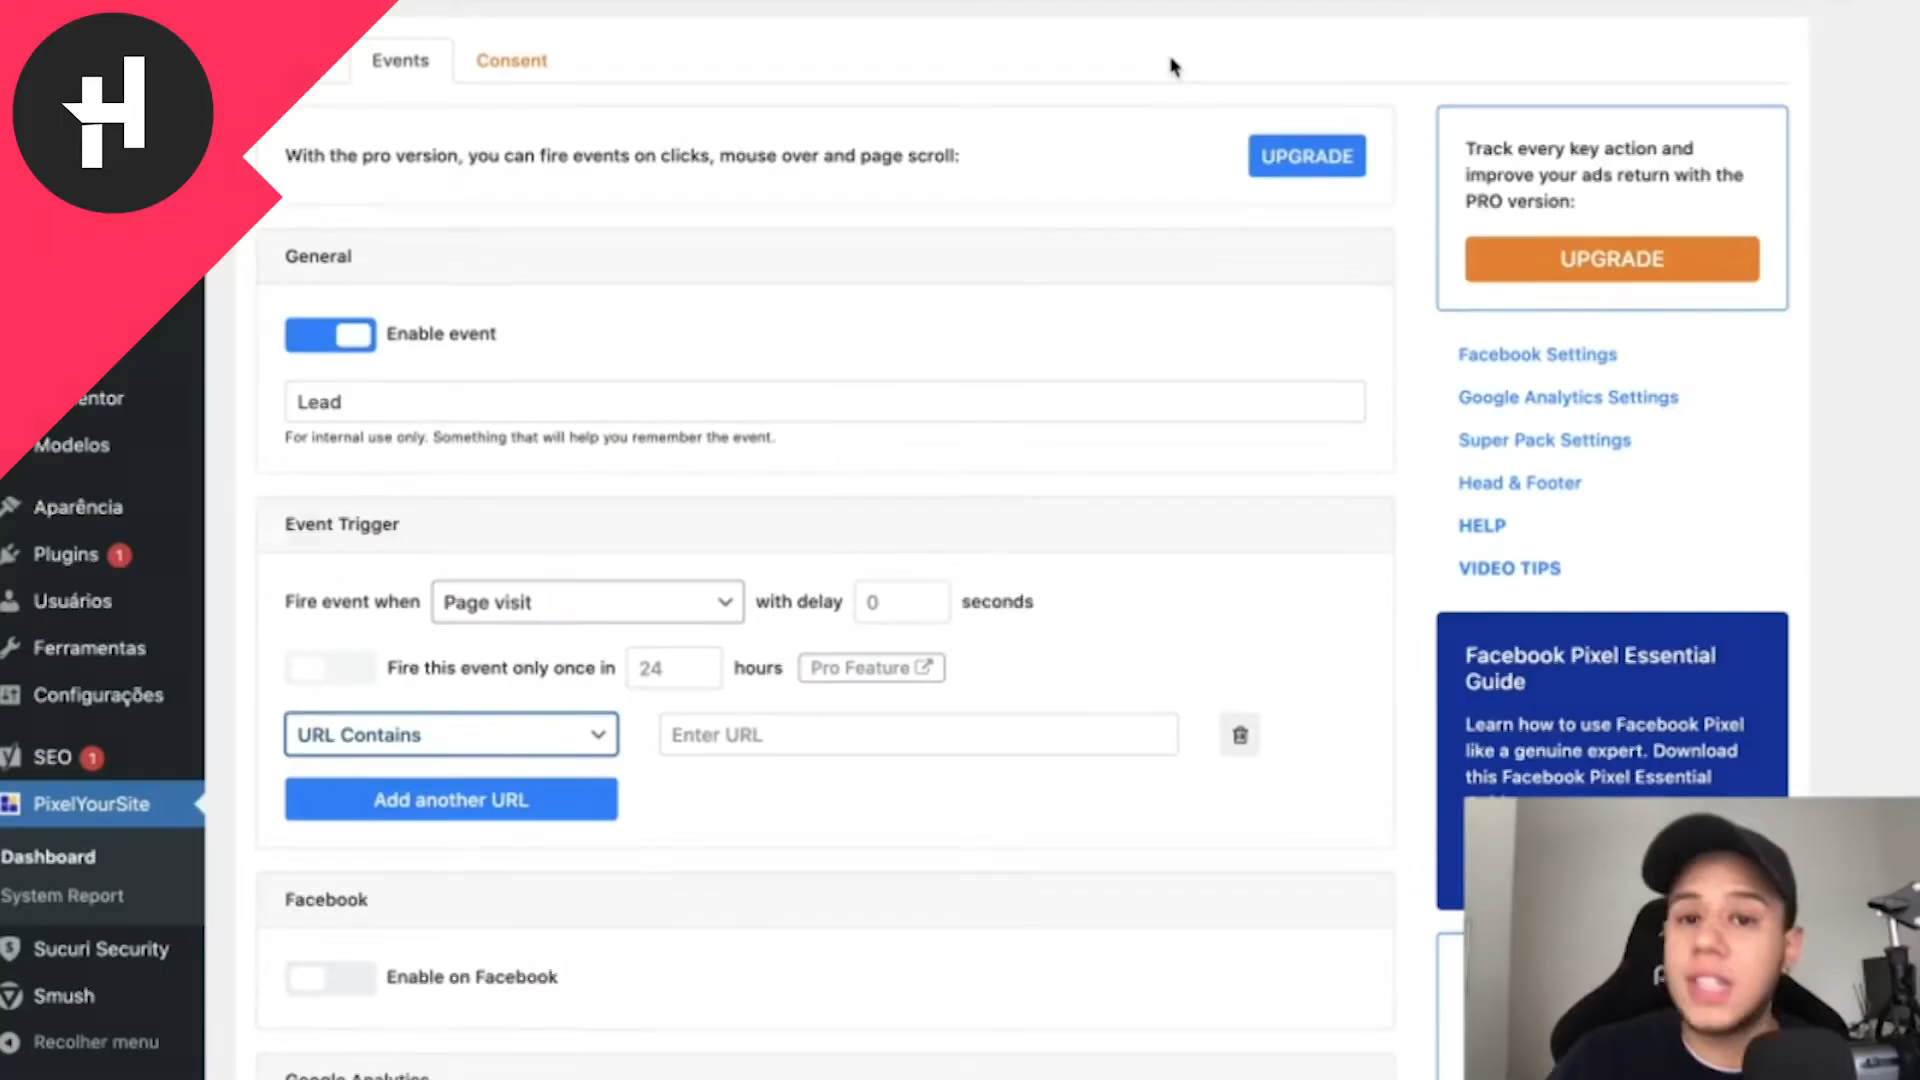 Events
Consent
With the pro version, you can fire events on clicks, mouse over and page scroll:
UPGRADE
General
Enable event
Lead
For internal use only. Something that will help you remember the event.
Event Trigger
Fire event when Page visit with delay 0 seconds
Fire this event only once in 24 hours Pro Feature
URL Contains
Enter URL
Add another URL
Facebook
Enable on Facebook
Google Analytics
Track every key action and
improve your ads return with the
PRO version:
UPGRADE
Facebook Settings
Google Analytics Settings
Super Pack Settings
Head & Footer
HELP
VIDEO TIPS
Facebook Pixel Essential
Guide
Learn how to use Facebook Pixel
like a genuine expert. Download
this Facebook Pixel Essential
entor
Modelos
Aparência
Plugins 1
Usuários
Ferramentas
Configurações
SEO 1
PixelYourSite
Dashboard
System Report
Sucuri Security
Smush
Recolher menu